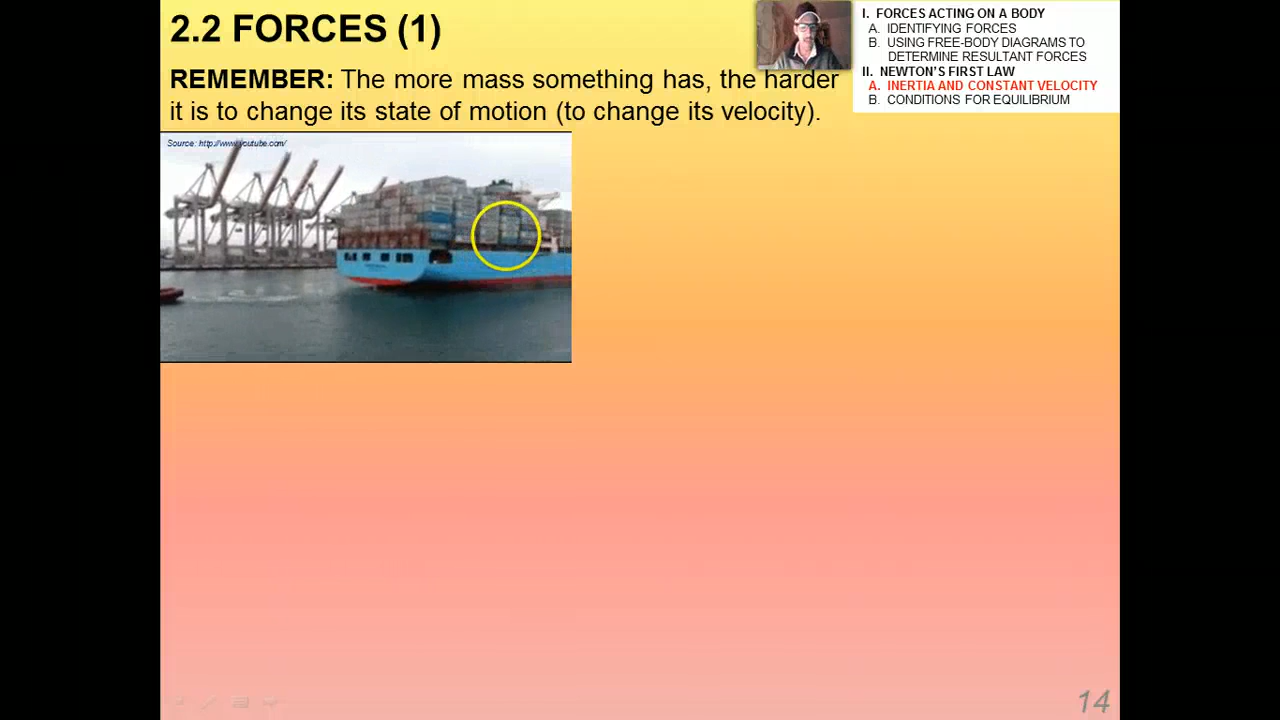 2.2 FORCES (1)
I. FORCES ACTING ON A BODY
A. IDENTIFYING FORCES
B. USING FREE-BODY DIAGRAMS TO
DETERMINE RESULTANT FORCES
II. NEWTON'S FIRST LAW
A. INERTIA AND CONSTANT VELOCITY
B. CONDITIONS FOR EQUILIBRIUM
REMEMBER: The more mass something has, the harder
it is to change its state of motion (to change its velocity).
Source: http://www.youtube.com/
14